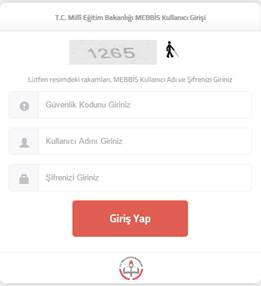 T.C. Milli Eğitim Bakanlığı MEBBİS Kullanıcı Girişi
1265
Lütfen resimdeki rakamları, MEBBİS Kullanıcı Adı ve Şifrenizi Giriniz
Güvenlik Kodunu Giriniz
Kullanıcı Adını Giriniz
Şifrenizi Giriniz
Giriş Yap